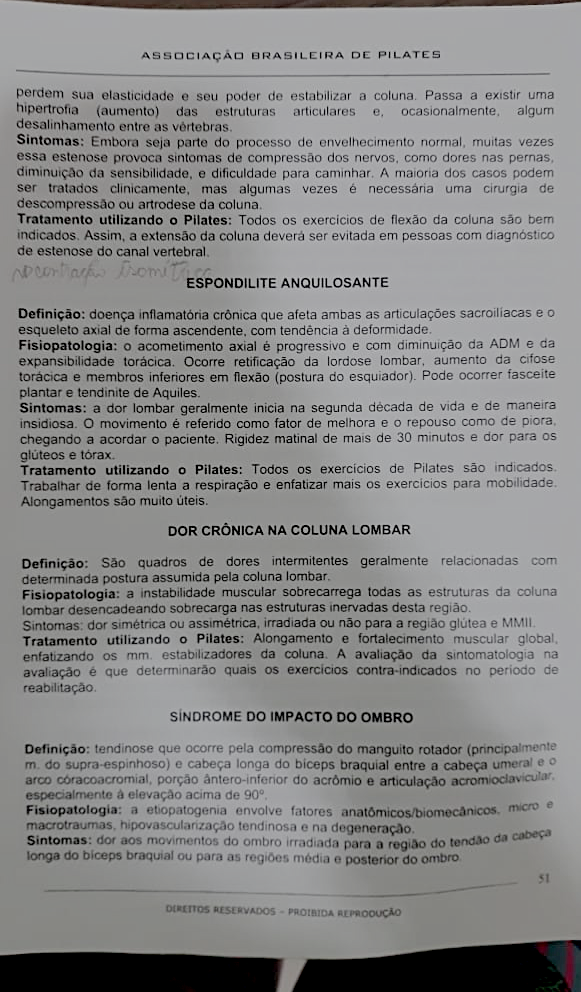 ASSOCIAÇÃO BRASILEIRA DE PILATES
perdem sua elasticidade e seu poder de estabilizar a coluna. Passa a existir uma
hipertrofia (aumento) das estruturas articulares e, ocasionalmente, algum
desalinhamento entre as vértebras.
Sintomas: Embora seja parte do processo de envelhecimento normal, muitas vezes
essa estenose provoca sintomas de compressão dos nervos, como dores nas pernas,
diminuição da sensibilidade, e dificuldade para caminhar. A maioria dos casos podem
ser tratados clinicamente, mas algumas vezes é necessária uma cirurgia de
descompressão ou artrodese da coluna.
Tratamento utilizando o Pilates: Todos os exercícios de flexão da coluna são bem
indicados. Assim, a extensão da coluna deverá ser evitada em pessoas com diagnóstico
de estenose do canal vertebral.
ESPONDILITE ANQUILOSANTE
Definição: doença inflamatória crônica que afeta ambas as articulações sacroilíacas e o
esqueleto axial de forma ascendente, com tendência à deformidade.
Fisiopatologia: o acometimento axial é progressivo e com diminuição da ADM e da
expansibilidade torácica. Ocorre retificação da lordose lombar, aumento da cifose
torácica e membros inferiores em flexão (postura do esquiador). Pode ocorrer fasceíte
plantar e tendinite de Aquiles.
Sintomas: a dor lombar geralmente inicia na segunda década de vida e de maneira
insidiosa. O movimento é referido como fator de melhora e o repouso como de piora,
chegando a acordar o paciente. Rigidez matinal de mais de 30 minutos e dor para os
glúteos e tórax.
Tratamento utilizando o Pilates: Todos os exercícios de Pilates são indicados.
Trabalhar de forma lenta a respiração e enfatizar mais os exercícios para mobilidade.
Alongamentos são muito úteis.
DOR CRÔNICA NA COLUNA LOMBAR
Definição: São quadros de dores intermitentes geralmente relacionadas com
determinada postura assumida pela coluna lombar.
Fisiopatologia: a instabilidade muscular sobrecarrega todas as estruturas da coluna
lombar desencadeando sobrecarga nas estruturas inervadas desta região.
Sintomas: dor simétrica ou assimétrica, irradiada ou não para a região glútea e MMII.
Tratamento utilizando o Pilates: Alongamento e fortalecimento muscular global,
enfatizando os mm. estabilizadores da coluna. A avaliação da sintomatologia na
avaliação é que determinarão quais os exercícios contra-indicados no período de
reabilitação.
SÍNDROME DO IMPACTO DO OMBRO
Definição: tendinose que ocorre pela compressão do manguito rotador (principalmente
m. do supra-espinhoso) e cabeça longa do bíceps braquial entre a cabeça umeral e o
arco córacoacromial, porção ântero-inferior do acrômio e articulação acromioclavicular,
especialmente à elevação acima de 90º.
Fisiopatologia: a etiopatogenia envolve fatores anatômicos/biomecânicos, micro e
macrotraumas, hipovascularização tendinosa e na degeneração.
Sintomas: dor aos movimentos do ombro irradiada para a região do tendão da cabeça
longa do bíceps braquial ou para as regiões média e posterior do ombro.
51
DIREITOS RESERVADOS – PROIBIDA REPRODUÇÃO